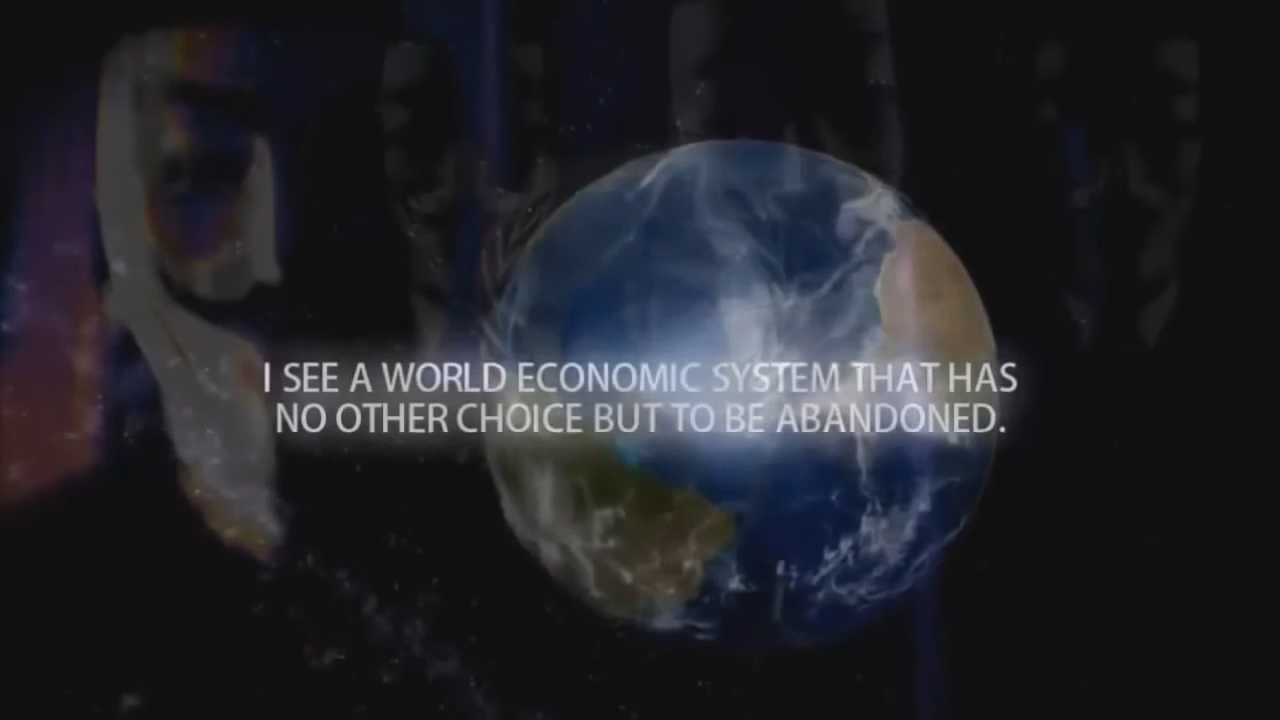 I SEE A WORLD ECONOMIC SYSTEM THAT HAS
NO OTHER CHOICE BUT TO BE ABANDONED.